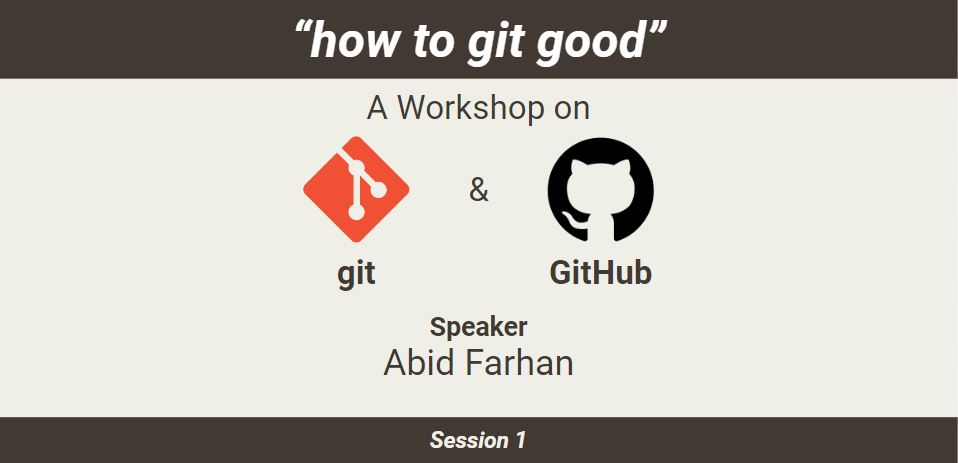 “how to git good”
A Workshop on
&
git
GitHub
Speaker
Abid Farhan
Session 1